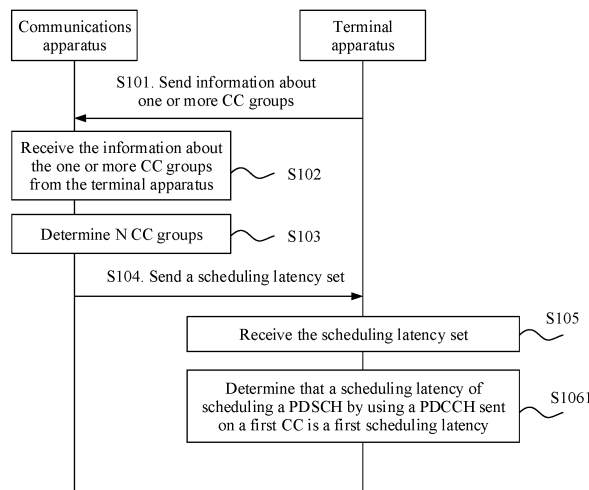 Communications
apparatus
Terminal
apparatus
S101. Send information about
one or more CC groups
Receive the information about
the one or more CC groups
from the terminal apparatus
S102
Determine N CC groups
S103
S104. Send a scheduling latency set
Receive the scheduling latency set
S105
Determine that a scheduling latency of
scheduling a PDSCH by using a PDCCH sent
on a first CC is a first scheduling latency
S1061